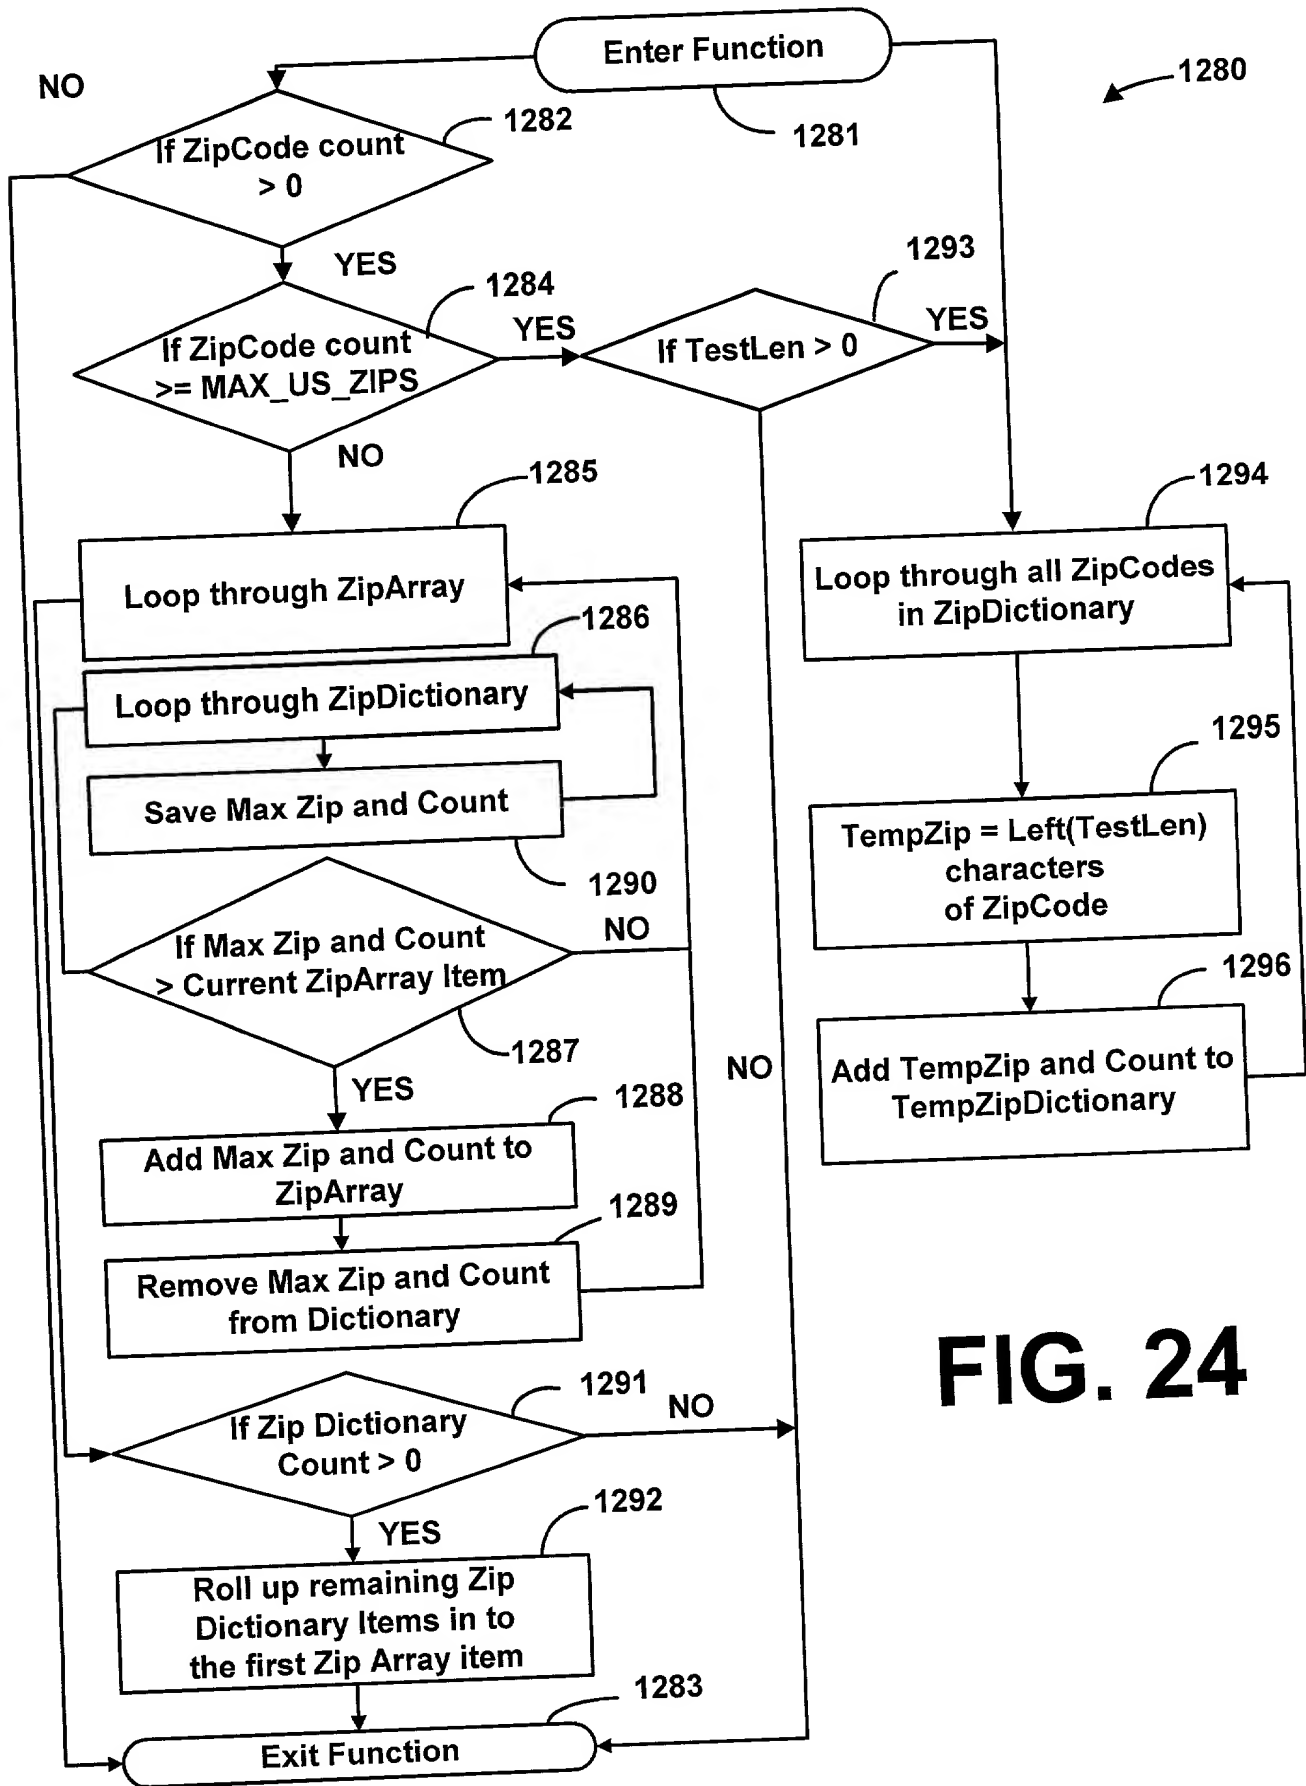 Enter Function
1280
1281
NO
1282
If ZipCode count
> 0
YES
1284
If ZipCode count
>= MAX_US_ZIPS
YES
1293
If TestLen > 0
YES
NO
1285
Loop through ZipArray
1286
Loop through ZipDictionary
Save Max Zip and Count
1290
If Max Zip and Count
> Current ZipArray Item
NO
1287
YES
1288
Add Max Zip and Count to
ZipArray
1289
Remove Max Zip and Count
from Dictionary
1291
If Zip Dictionary
Count > 0
NO
YES
1292
Roll up remaining Zip
Dictionary Items in to
the first Zip Array item
1283
Exit Function
NO
1294
Loop through all ZipCodes
in ZipDictionary
1295
TempZip = Left(TestLen)
characters
of ZipCode
1296
Add TempZip and Count to
TempZipDictionary
FIG. 24